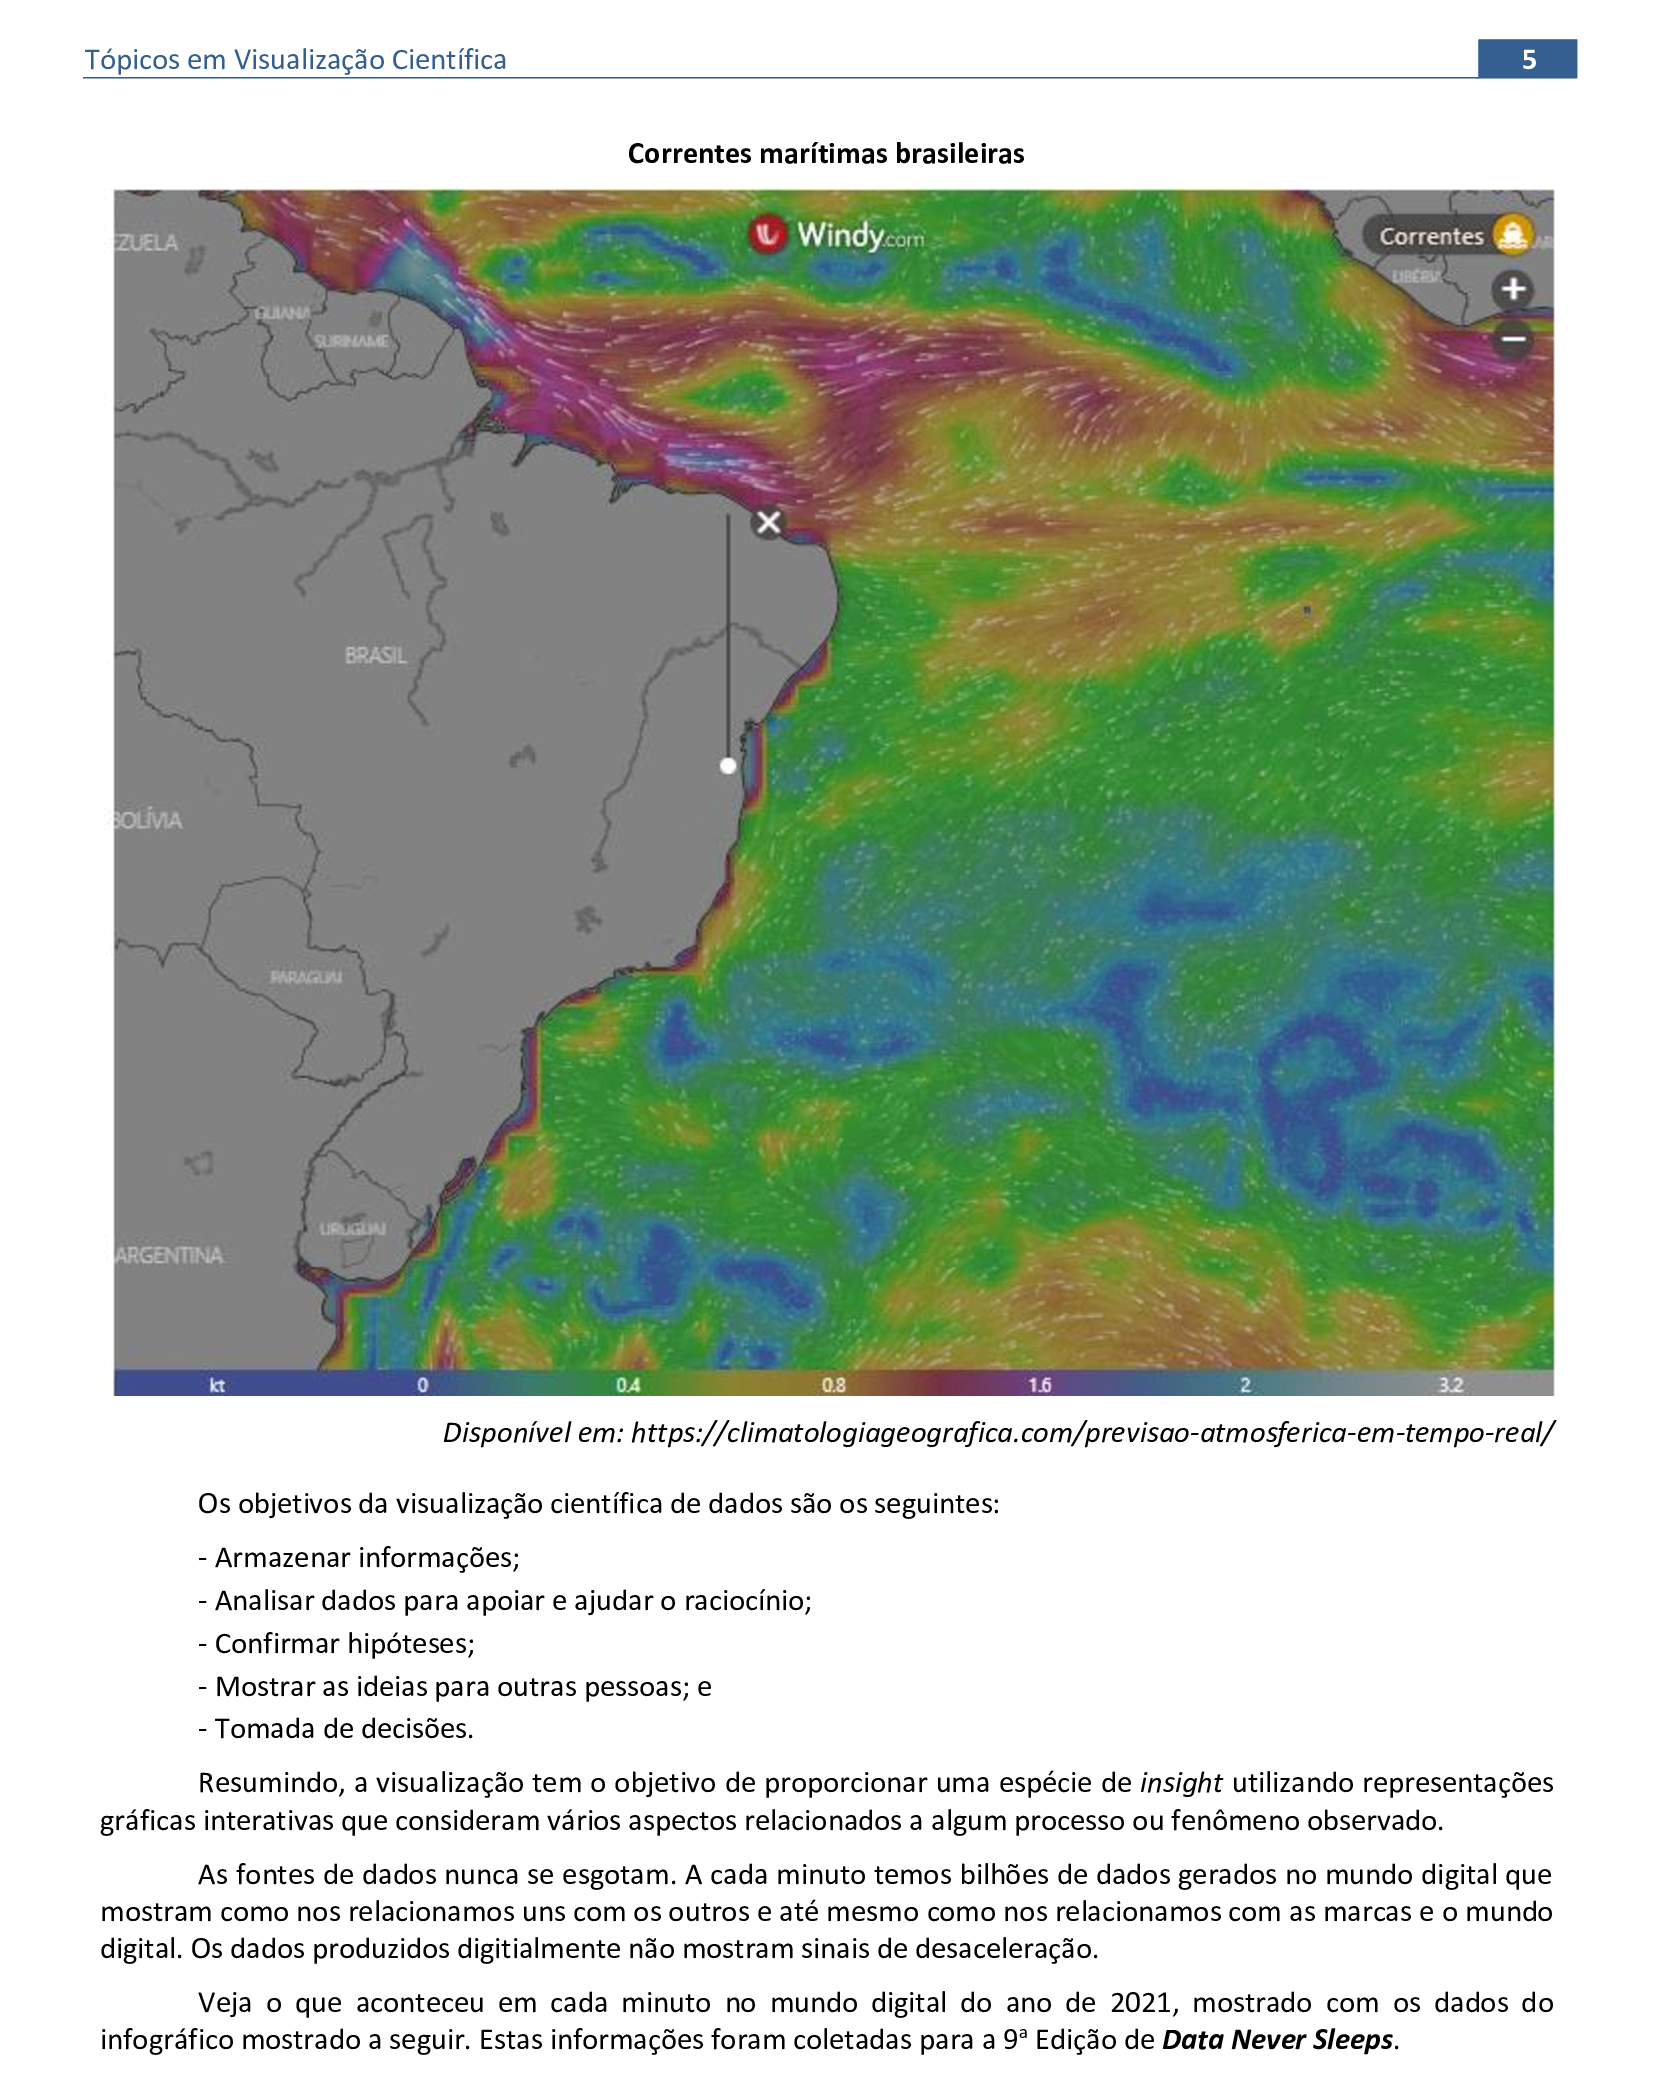 Tópicos em Visualização Científica 5
Correntes marítimas brasileiras
EZUELA
Windy.com
Correntes
LIBÉRIA
GUIANA
SURINAME
BRASIL
BOLÍVIA
PARAGUAI
URUGUAI
ARGENTINA
kt 0 0.4 0.8 1.6 2 3.2
Disponível em: https://climatologiageografica.com/previsao-atmosferica-em-tempo-real/
Os objetivos da visualização científica de dados são os seguintes:
- Armazenar informações;
- Analisar dados para apoiar e ajudar o raciocínio;
- Confirmar hipóteses;
- Mostrar as ideias para outras pessoas; e
- Tomada de decisões.
Resumindo, a visualização tem o objetivo de proporcionar uma espécie de insight utilizando representações
gráficas interativas que consideram vários aspectos relacionados a algum processo ou fenômeno observado.
As fontes de dados nunca se esgotam. A cada minuto temos bilhões de dados gerados no mundo digital que
mostram como nos relacionamos uns com os outros e até mesmo como nos relacionamos com as marcas e o mundo
digital. Os dados produzidos digitialmente não mostram sinais de desaceleração.
Veja o que aconteceu em cada minuto no mundo digital do ano de 2021, mostrado com os dados do
infográfico mostrado a seguir. Estas informações foram coletadas para a 9ª Edição de Data Never Sleeps.